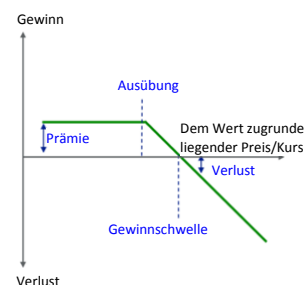 Gewinn
Ausübung
Prämie
Dem Wert zugrunde
liegender Preis/Kurs
Verlust
Gewinnschwelle
Verlust